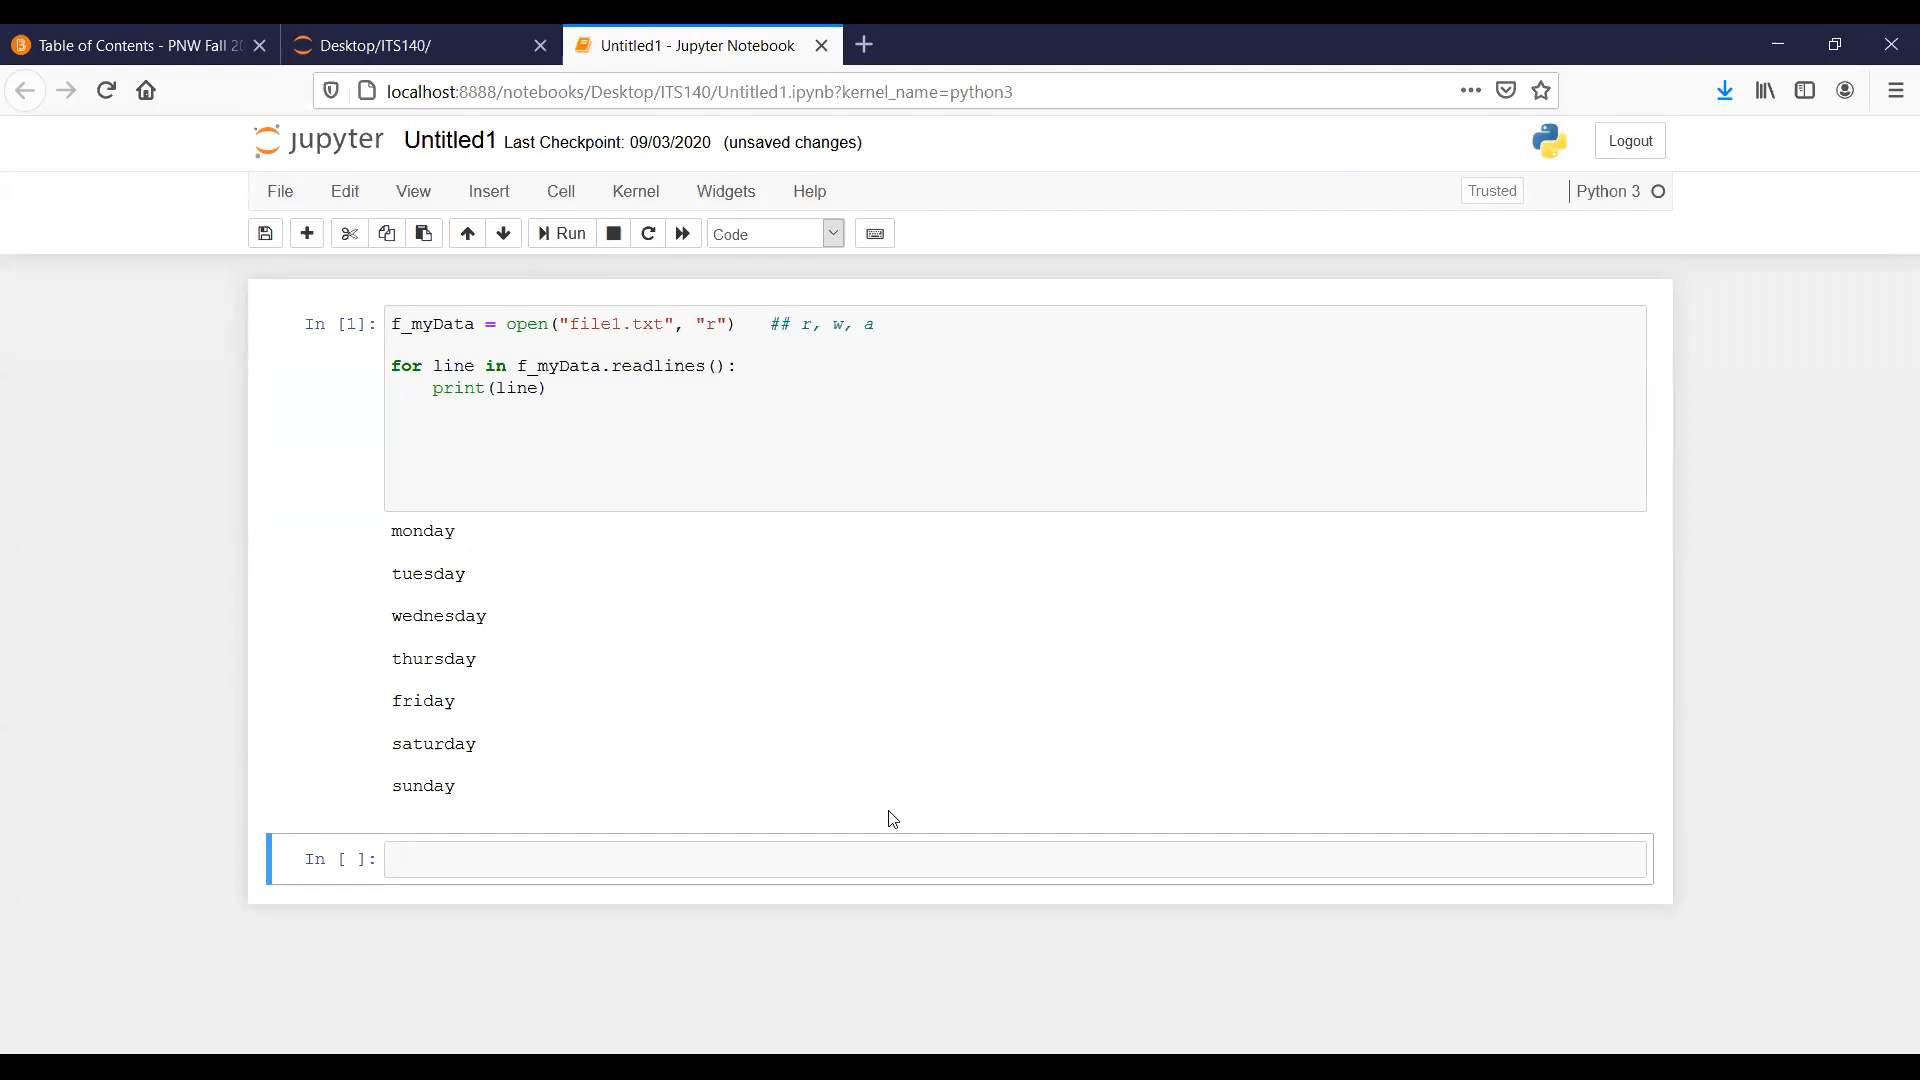 Table of Contents - PNW Fall 20
Desktop/ITS140/
Untitled1 - Jupyter Notebook
localhost:8888/notebooks/Desktop/ITS140/Untitled1.ipynb?kernel_name=python3
jupyter Untitled1 Last Checkpoint: 09/03/2020 (unsaved changes)
Logout
File Edit View Insert Cell Kernel Widgets Help
Trusted
Python 3
Run
Code
In [1]: f_myData = open("file1.txt", "r") ## r, w, a
for line in f_myData.readlines():
print(line)
monday
tuesday
wednesday
thursday
friday
saturday
sunday
In [ ]: